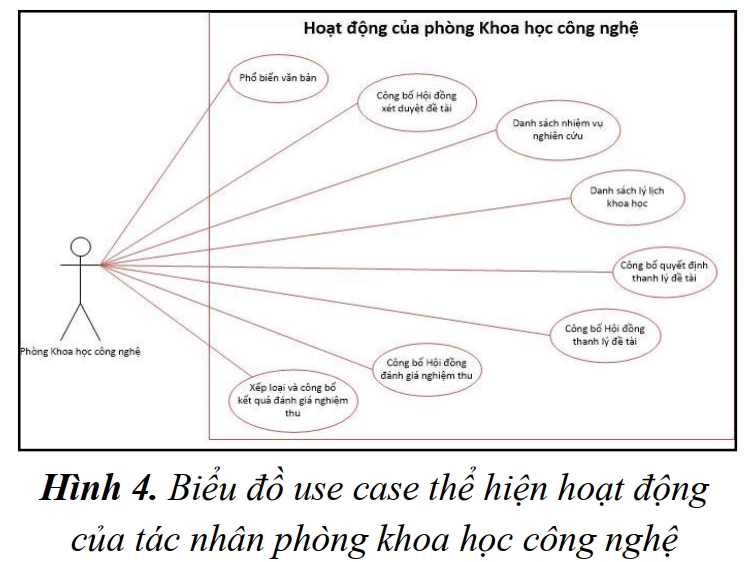 Hoạt động của phòng Khoa học công nghệ
Phổ biến văn bản
Công bố Hội đồng
xét duyệt đề tài
Danh sách nhiệm vụ
nghiên cứu
Danh sách lý lịch
khoa học
Công bố quyết định
thanh lý đề tài
Công bố Hội đồng
thanh lý đề tài
Công bố Hội đồng
đánh giá nghiệm thu
Xếp loại và công bố
kết quả đánh giá nghiệm
thu
Phòng Khoa học công nghệ
Hình 4. Biểu đồ use case thể hiện hoạt động
của tác nhân phòng khoa học công nghệ